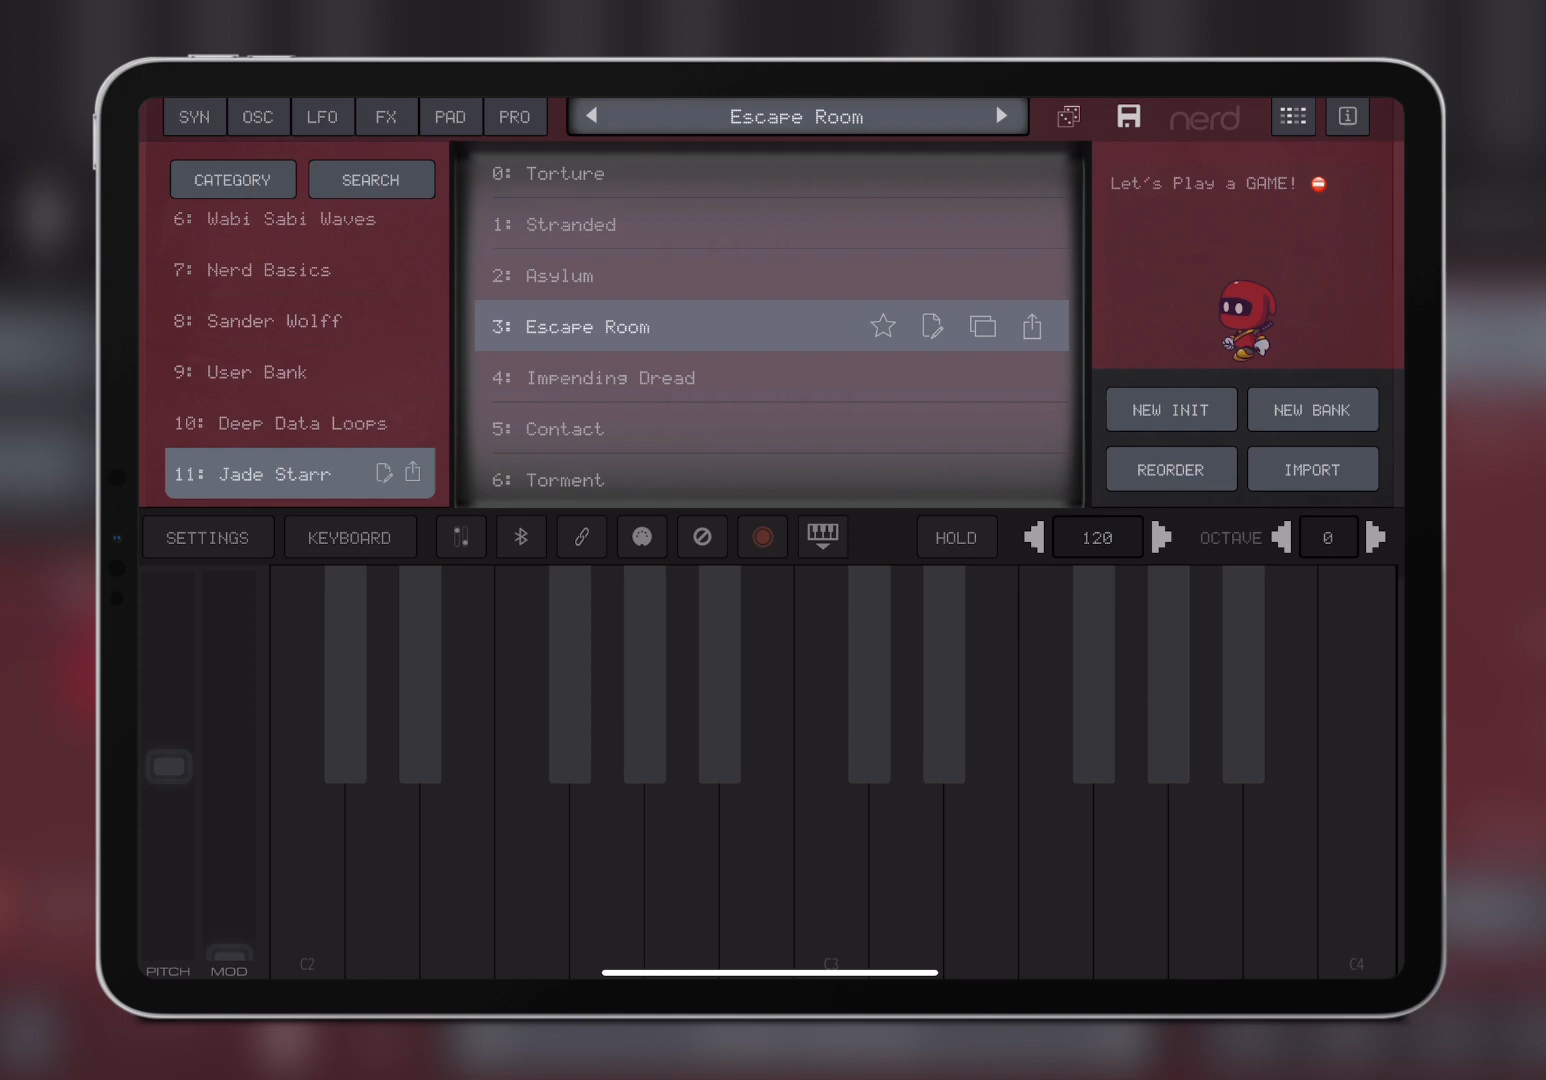 SYN OSC LFO FX PAD PRO Escape Room nerd
CATEGORY SEARCH
6: Wabi Sabi Waves
7: Nerd Basics
8: Sander Wolff
9: User Bank
10: Deep Data Loops
11: Jade Starr
0: Torture
1: Stranded
2: Asylum
3: Escape Room
4: Impending Dread
5: Contact
6: Torment
Let's Play a GAME! ⛔
NEW INIT NEW BANK
REORDER IMPORT
SETTINGS KEYBOARD HOLD 120 OCTAVE 0
PITCH MOD C2 C3 C4